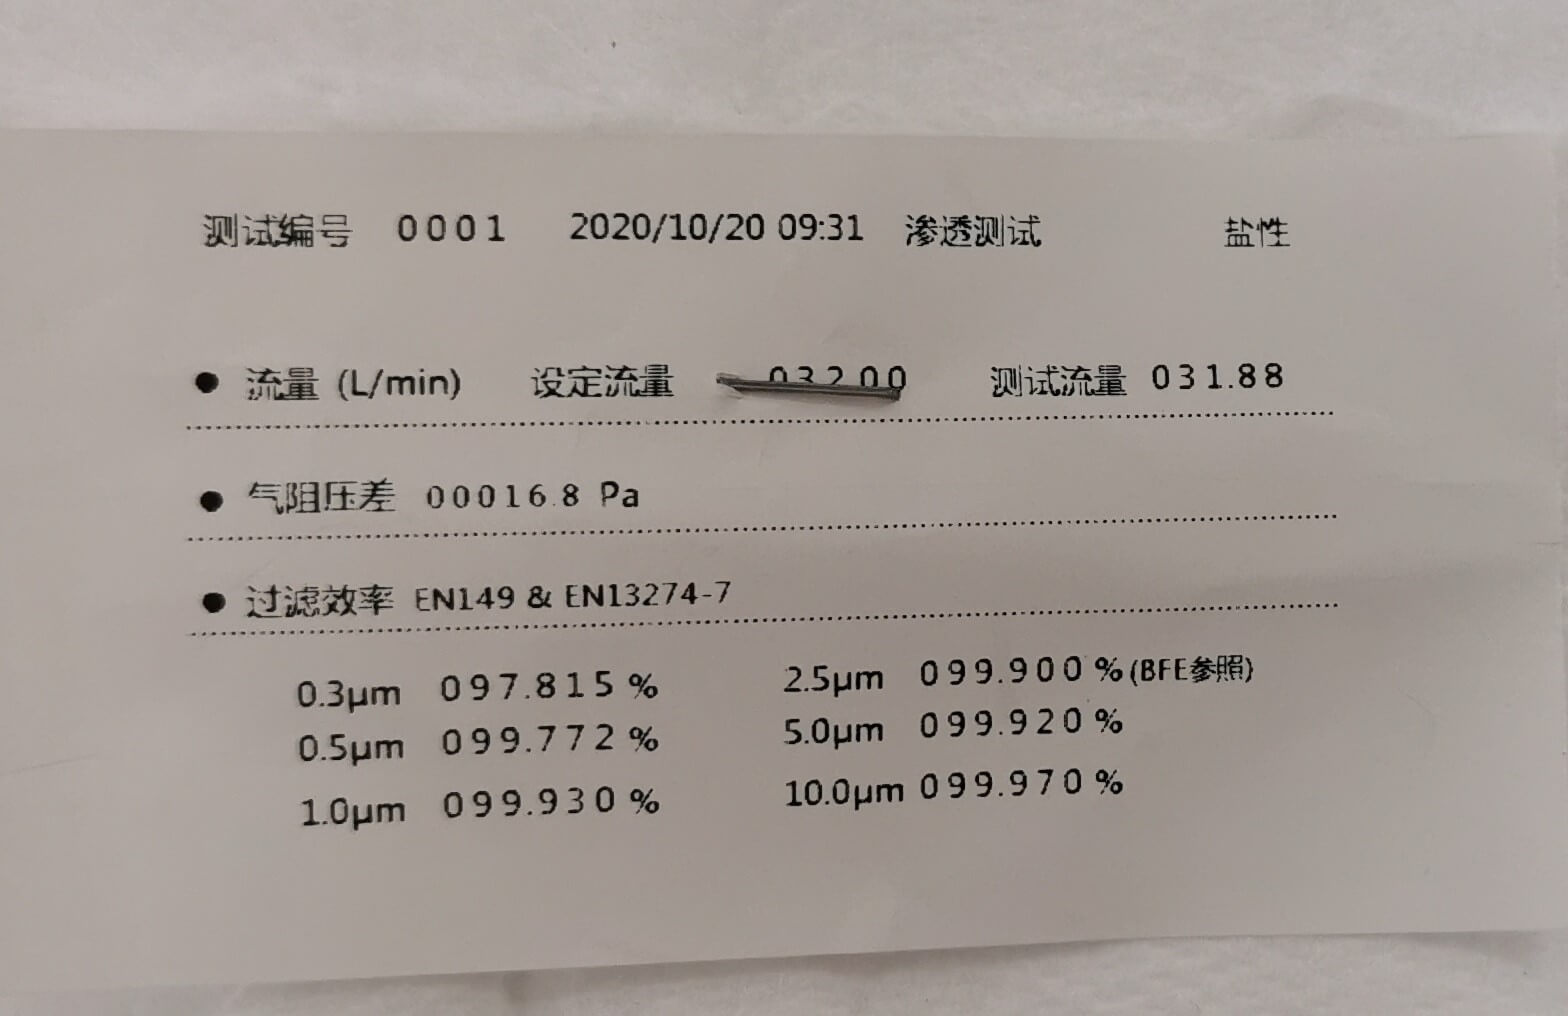 测试编号 0001 2020/10/20 09:31 渗透测试 盐性
● 流量 (L/min) 设定流量 032.00 测试流量 031.88
● 气阻压差 00016.8 Pa
● 过滤效率 EN149 & EN13274-7
0.3μm 097.815 % 2.5μm 099.900 % (BFE参照)
0.5μm 099.772 % 5.0μm 099.920 %
1.0μm 099.930 % 10.0μm 099.970 %